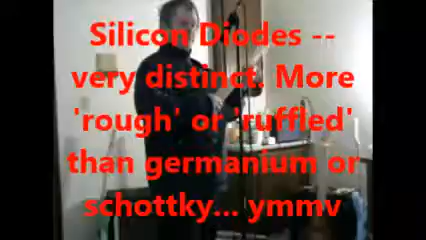 Silicon Diodes --
very distinct. More
'rough' or 'ruffled'
than germanium or
schottky... ymmv